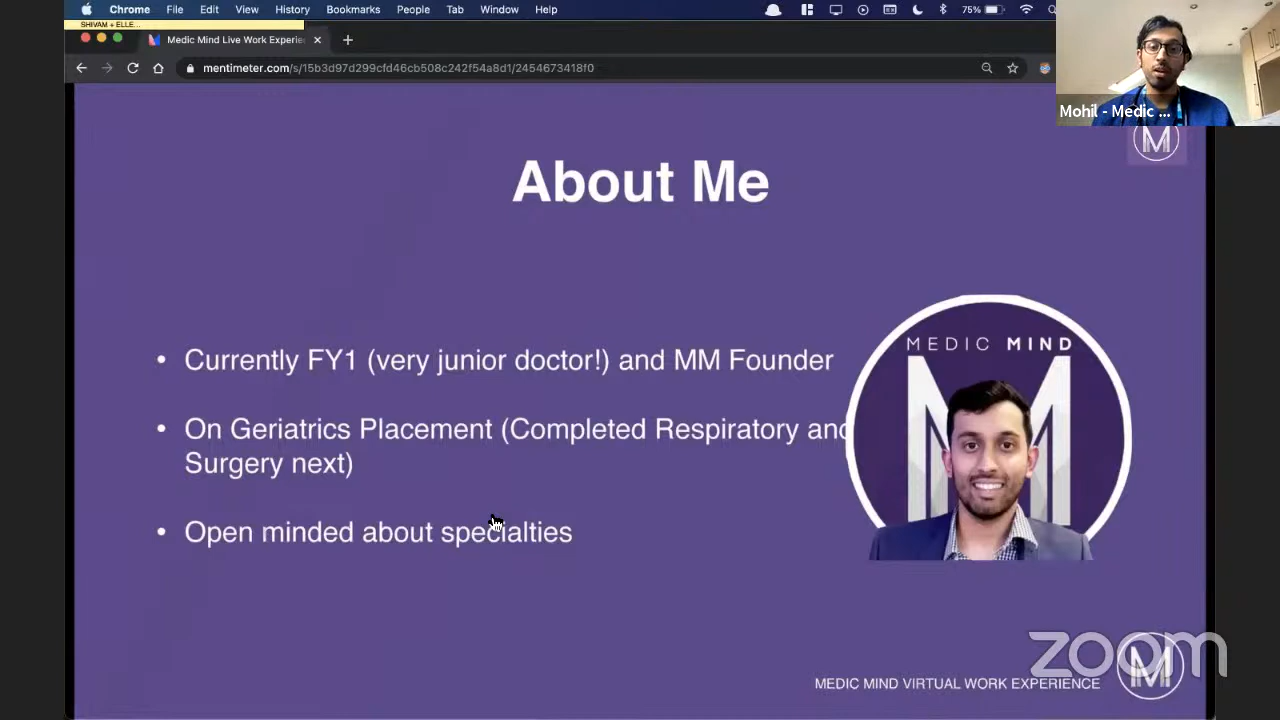 Chrome File Edit View History Bookmarks People Tab Window Help 75%
SHIVAM + ELLE...
Medic Mind Live Work Experie
mentimeter.com/s/15b3d97d299cfd46cb508c242f54a8d1/2454673418f0
Mohil - Medic ...
M
About Me
• Currently FY1 (very junior doctor!) and MM Founder
• On Geriatrics Placement (Completed Respiratory and
Surgery next)
• Open minded about specialties
MEDIC MIND
M
zoom
MEDIC MIND VIRTUAL WORK EXPERIENCE
M